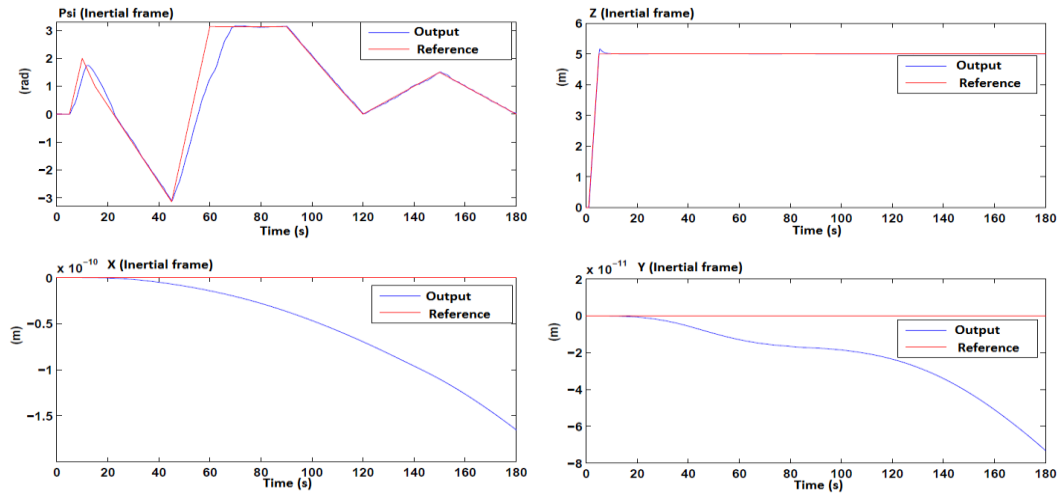 Psi (Inertial frame)
3
2
1
0
−1
−2
−3
(rad)
Output
Reference
0 20 40 60 80 100 120 140 160 180
Time (s)
Z (Inertial frame)
6
5
4
3
2
1
0
(m)
Output
Reference
0 20 40 60 80 100 120 140 160 180
Time (s)
x 10−10 X (Inertial frame)
0
−0.5
−1
−1.5
(m)
Output
Reference
0 20 40 60 80 100 120 140 160 180
Time (s)
x 10−11 Y (Inertial frame)
2
0
−2
−4
−6
−8
(m)
Output
Reference
0 20 40 60 80 100 120 140 160 180
Time (s)